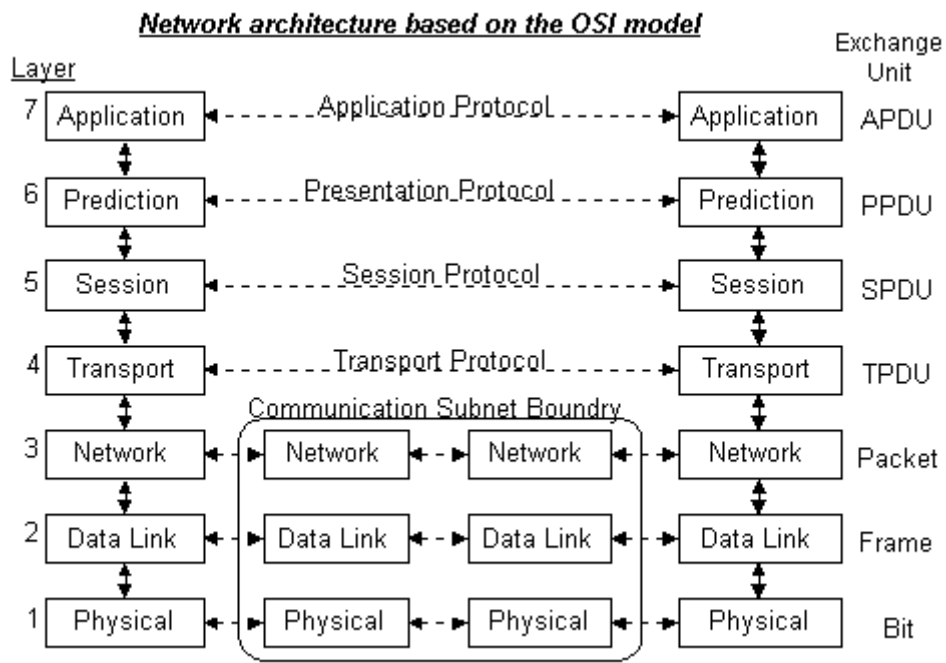 Network architecture based on the OSI model
Exchange
Unit
Layer
7 Application Application Protocol Application APDU
6 Prediction Presentation Protocol Prediction PPDU
5 Session Session Protocol Session SPDU
4 Transport Transport Protocol Transport TPDU
Communication Subnet Boundry
3 Network Network Network Network Packet
2 Data Link Data Link Data Link Data Link Frame
1 Physical Physical Physical Physical Bit